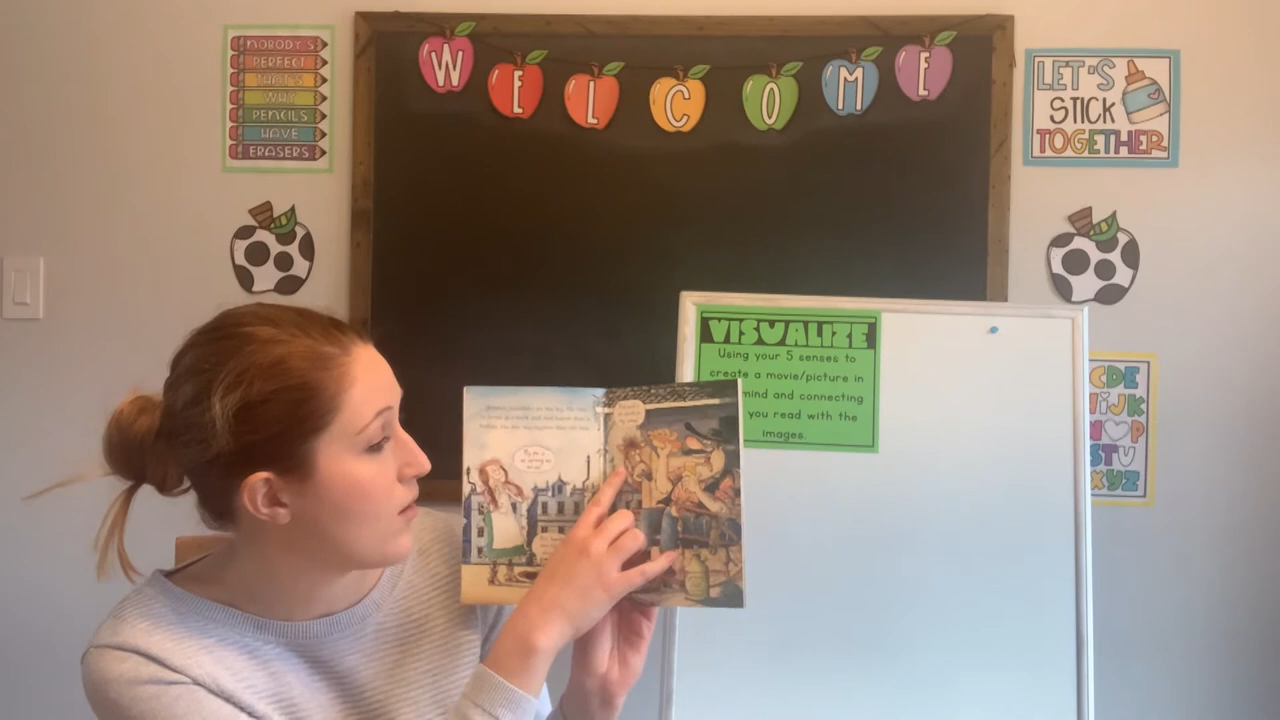 WELCOME
NOBODY'S
PERFECT
THAT'S
WHY
PENCILS
HAVE
ERASERS
LET'S
STICK
TOGETHER
VISUALIZE
Using your 5 senses to
create a movie/picture in
mind and connecting
you read with the
images.
CDE
IJK
N P
STU
XYZ